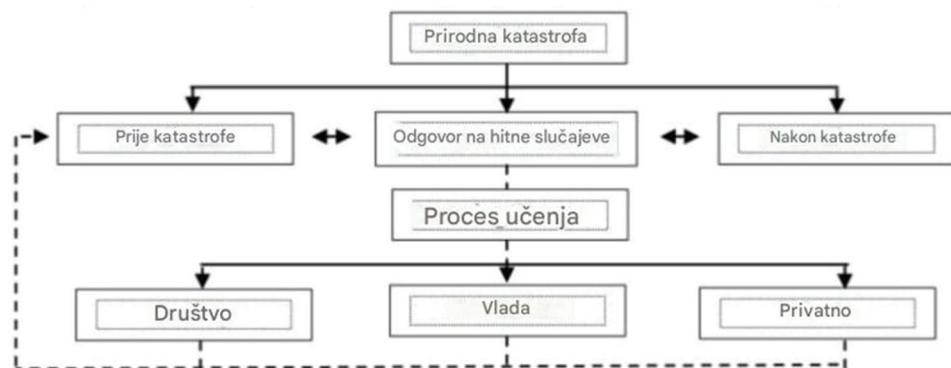 Prirodna katastrofa
Prije katastrofe
Odgovor na hitne slučajeve
Nakon katastrofe
Proces učenja
Društvo
Vlada
Privatno